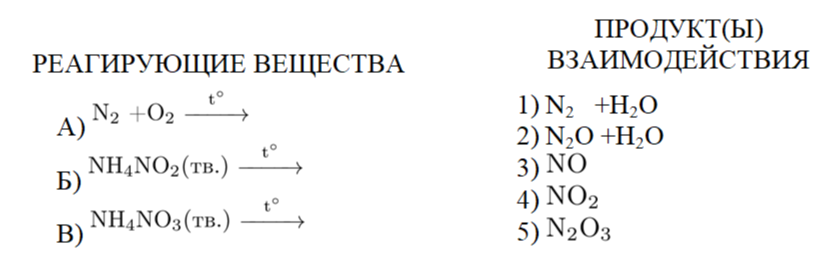 РЕАГИРУЮЩИЕ ВЕЩЕСТВА
А) N₂ +O₂ —t°→
Б) NH₄NO₂(тв.) —t°→
В) NH₄NO₃(тв.) —t°→
ПРОДУКТ(Ы)
ВЗАИМОДЕЙСТВИЯ
1) N₂ +H₂O
2) N₂O +H₂O
3) NO
4) NO₂
5) N₂O₃